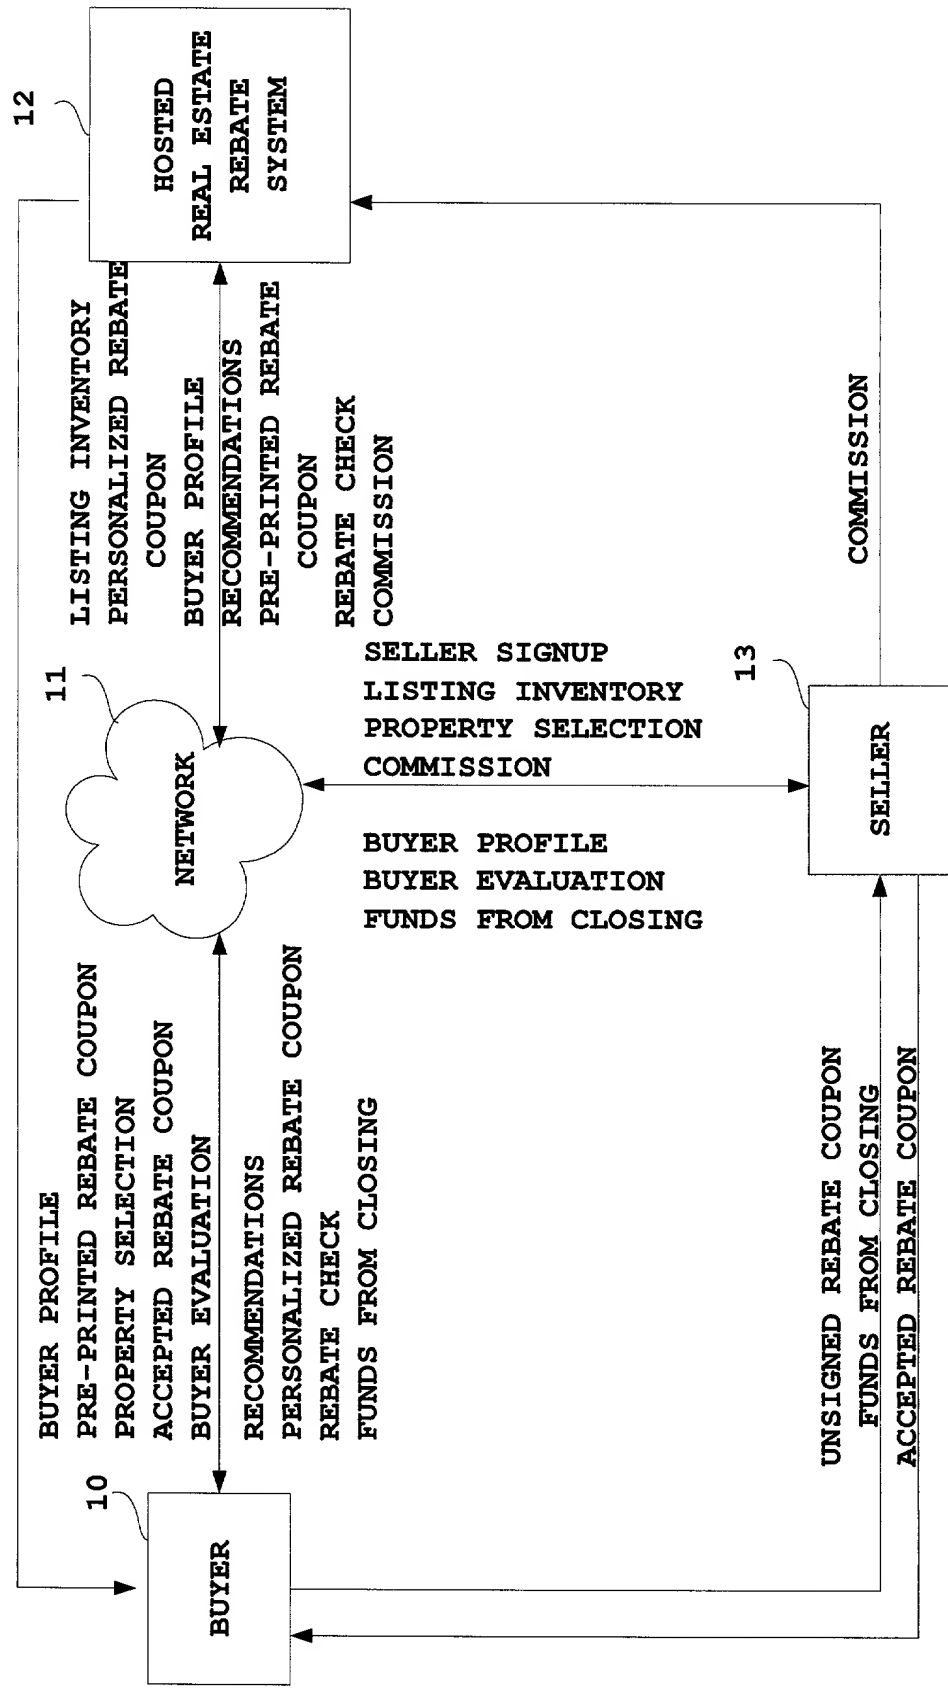 BUYER PROFILE
PRE-PRINTED REBATE COUPON
PROPERTY SELECTION
ACCEPTED REBATE COUPON
BUYER EVALUATION
RECOMMENDATIONS
PERSONALIZED REBATE COUPON
REBATE CHECK
FUNDS FROM CLOSING
10
BUYER
11
NETWORK
LISTING INVENTORY
PERSONALIZED REBATE
COUPON
BUYER PROFILE
RECOMMENDATIONS
PRE-PRINTED REBATE
COUPON
REBATE CHECK
COMMISSION
12
HOSTED
REAL ESTATE
REBATE
SYSTEM
SELLER SIGNUP
LISTING INVENTORY
PROPERTY SELECTION
COMMISSION
BUYER PROFILE
BUYER EVALUATION
FUNDS FROM CLOSING
13
SELLER
COMMISSION
UNSIGNED REBATE COUPON
FUNDS FROM CLOSING
ACCEPTED REBATE COUPON